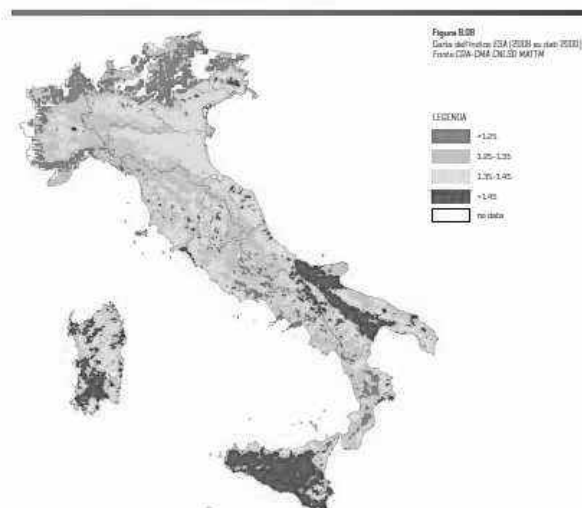 Figura 8.08
Carta dell'indice ESA (2008 su dati 2000)
Fonte CRA-CMA CNLSD MATTM
LEGENDA
<1.25
1.25-1.35
1.35-1.45
>1.45
no data